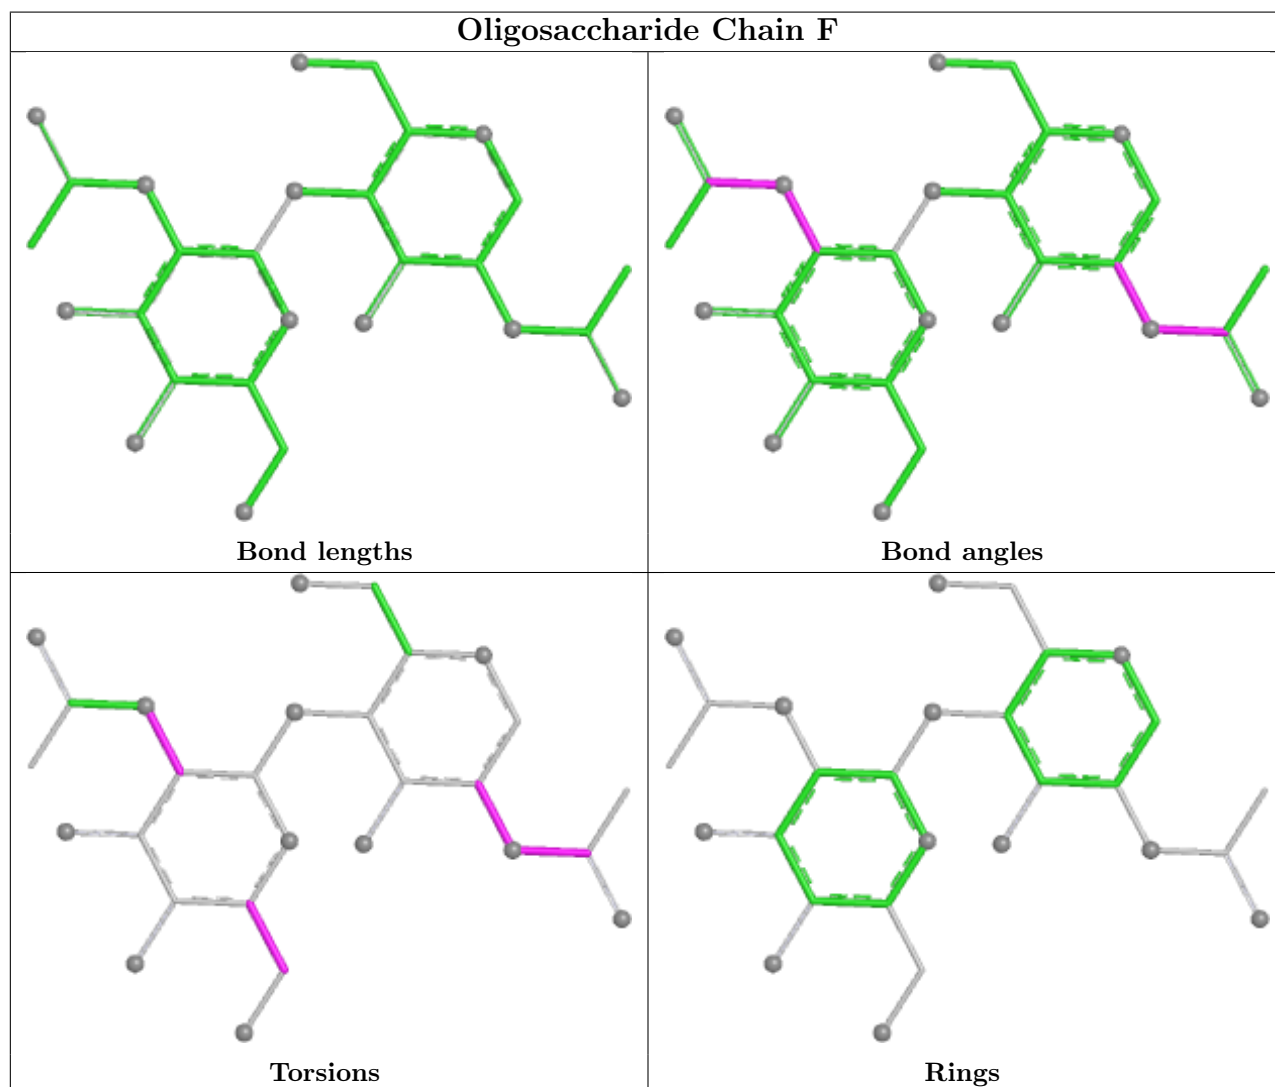 Oligosaccharide Chain F
Bond lengths
Bond angles
Torsions
Rings